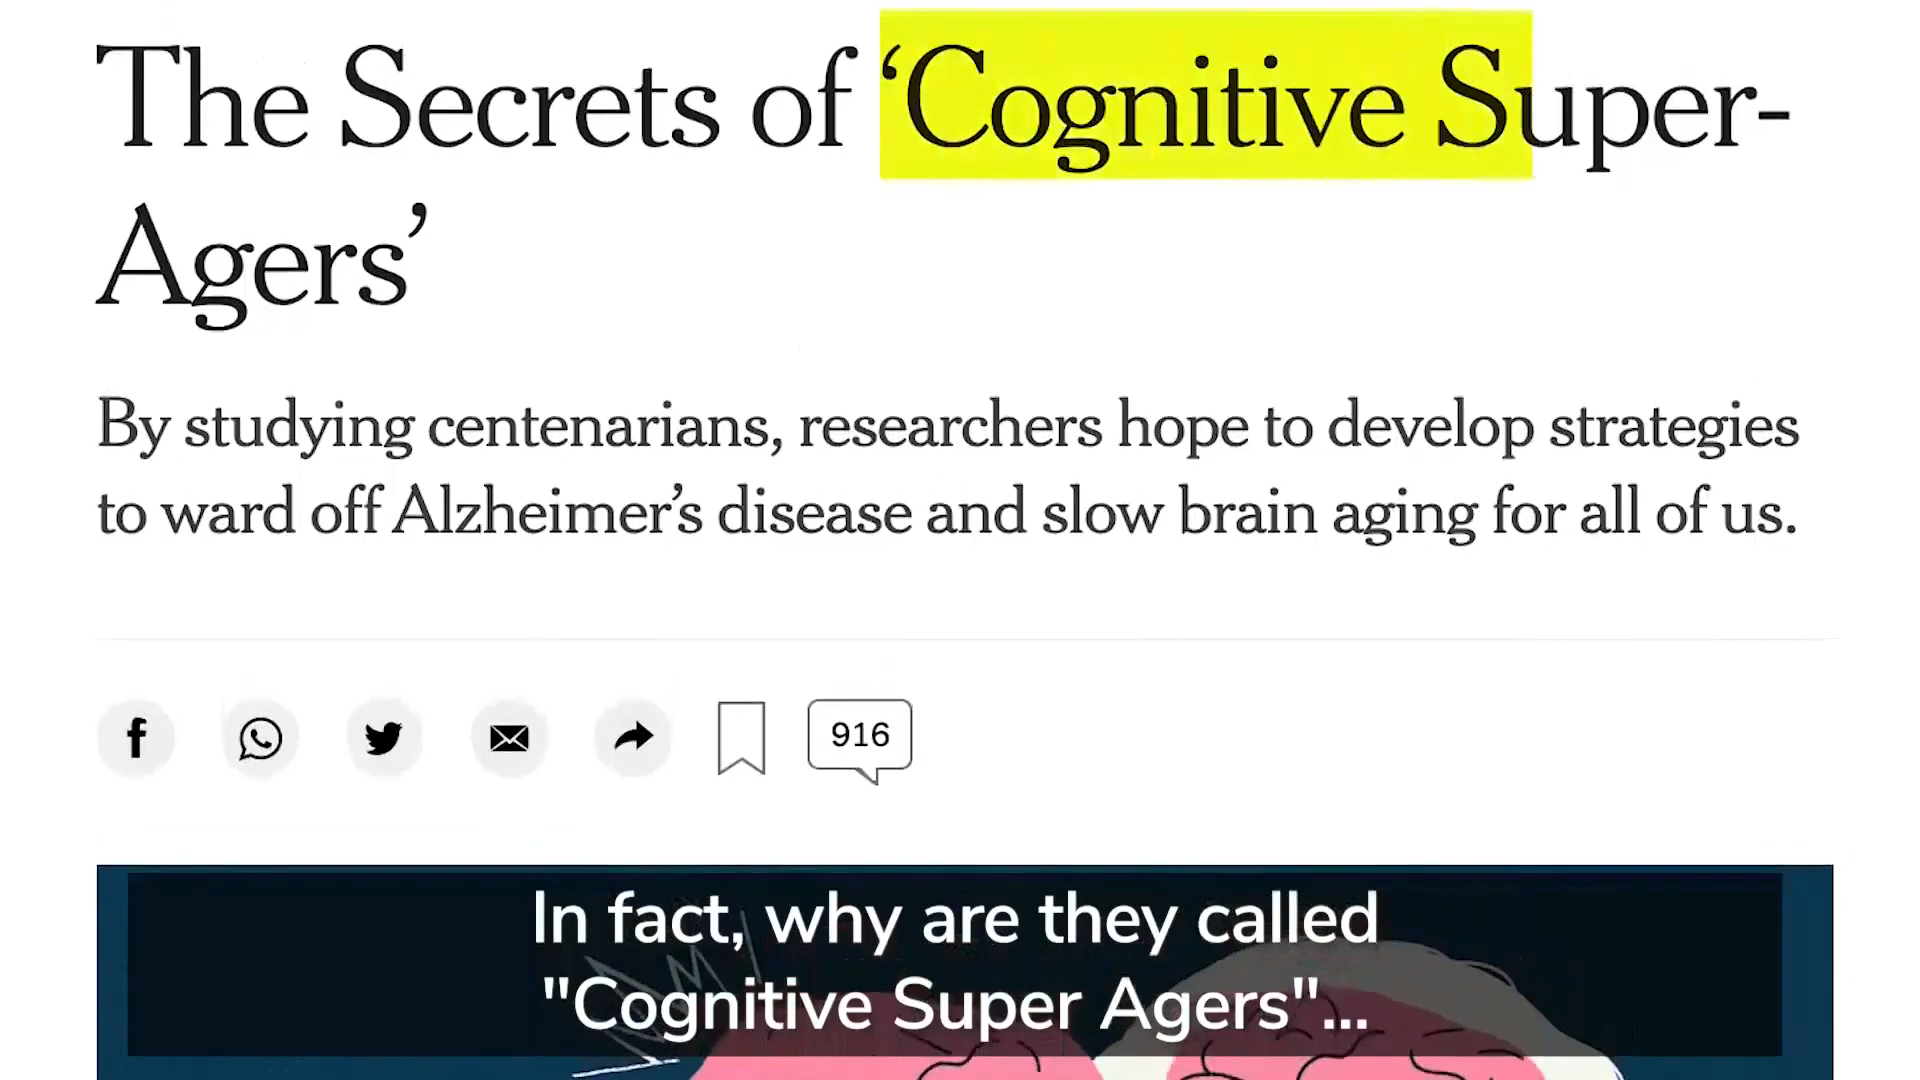 The Secrets of ‘Cognitive Super-
Agers’
By studying centenarians, researchers hope to develop strategies
to ward off Alzheimer’s disease and slow brain aging for all of us.
916
In fact, why are they called
"Cognitive Super Agers"...